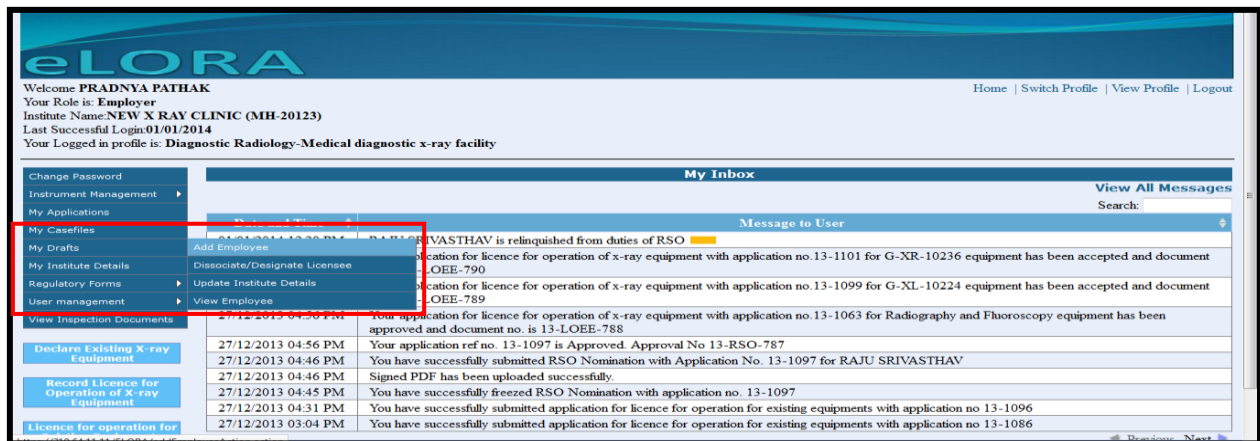 eLORA
Welcome PRADNYA PATHAK
Home | Switch Profile | View Profile | Logout
Your Role is: Employer
Institute Name:NEW X RAY CLINIC (MH-20123)
Last Successful Login:01/01/2014
Your Logged in profile is: Diagnostic Radiology-Medical diagnostic x-ray facility
Change Password
Instrument Management
My Applications
My Casefiles
My Drafts
My Institute Details
Regulatory Forms
User management
View Inspection Documents
Add Employee
Dissociate/Designate Licensee
Update Institute Details
View Employee
Declare Existing X-ray
Equipment
Record Licence for
Operation of X-ray
Equipment
Licence for operation for
My Inbox
View All Messages
Search:
Date and Time Message to User
RAJU SRIVASTHAV is relinquished from duties of RSO
plication for licence for operation of x-ray equipment with application no.13-1101 for G-XR-10236 equipment has been accepted and document
LOEE-790
plication for licence for operation of x-ray equipment with application no.13-1099 for G-XL-10224 equipment has been accepted and document
LOEE-789
27/12/2013 04:56 PM Your application for licence for operation of x-ray equipment with application no.13-1063 for Radiography and Fluoroscopy equipment has been
approved and document no. is 13-LOEE-788
27/12/2013 04:56 PM Your application ref no. 13-1097 is Approved. Approval No 13-RSO-787
27/12/2013 04:46 PM You have successfully submitted RSO Nomination with Application No. 13-1097 for RAJU SRIVASTHAV
27/12/2013 04:46 PM Signed PDF has been uploaded successfully.
27/12/2013 04:45 PM You have successfully freezed RSO Nomination with application no. 13-1097
27/12/2013 04:31 PM You have successfully submitted application for licence for operation for existing equipments with application no 13-1096
27/12/2013 03:04 PM You have successfully submitted application for licence for operation for existing equipments with application no 13-1086
Previous Next